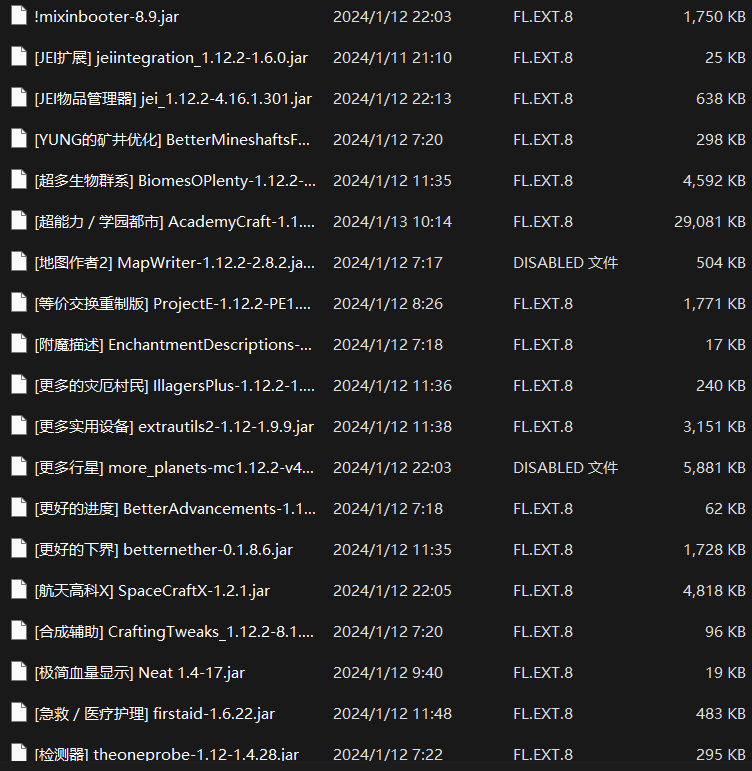 !mixinbooter-8.9.jar 2024/1/12 22:03 FL.EXT.8 1,750 KB
[JEI扩展] jeiintegration_1.12.2-1.6.0.jar 2024/1/11 21:10 FL.EXT.8 25 KB
[JEI物品管理器] jei_1.12.2-4.16.1.301.jar 2024/1/12 22:13 FL.EXT.8 638 KB
[YUNG的矿井优化] BetterMineshaftsF... 2024/1/12 7:20 FL.EXT.8 298 KB
[超多生物群系] BiomesOPlenty-1.12.2-... 2024/1/12 11:35 FL.EXT.8 4,592 KB
[超能力 / 学园都市] AcademyCraft-1.1.... 2024/1/13 10:14 FL.EXT.8 29,081 KB
[地图作者2] MapWriter-1.12.2-2.8.2.ja... 2024/1/12 7:17 DISABLED 文件 504 KB
[等价交换重制版] ProjectE-1.12.2-PE1.... 2024/1/12 8:26 FL.EXT.8 1,771 KB
[附魔描述] EnchantmentDescriptions-... 2024/1/12 7:18 FL.EXT.8 17 KB
[更多的灾厄村民] IllagersPlus-1.12.2-1.... 2024/1/12 11:36 FL.EXT.8 240 KB
[更多实用设备] extrautils2-1.12-1.9.9.jar 2024/1/12 11:38 FL.EXT.8 3,151 KB
[更多行星] more_planets-mc1.12.2-v4... 2024/1/12 22:03 DISABLED 文件 5,881 KB
[更好的进度] BetterAdvancements-1.1... 2024/1/12 7:18 FL.EXT.8 62 KB
[更好的下界] betternether-0.1.8.6.jar 2024/1/12 11:35 FL.EXT.8 1,728 KB
[航天高科X] SpaceCraftX-1.2.1.jar 2024/1/12 22:05 FL.EXT.8 4,818 KB
[合成辅助] CraftingTweaks_1.12.2-8.1.... 2024/1/12 7:20 FL.EXT.8 96 KB
[极简血量显示] Neat 1.4-17.jar 2024/1/12 9:40 FL.EXT.8 19 KB
[急救 / 医疗护理] firstaid-1.6.22.jar 2024/1/12 11:48 FL.EXT.8 483 KB
[检测器] theoneprobe-1.12-1.4.28.jar 2024/1/12 7:22 FL.EXT.8 295 KB